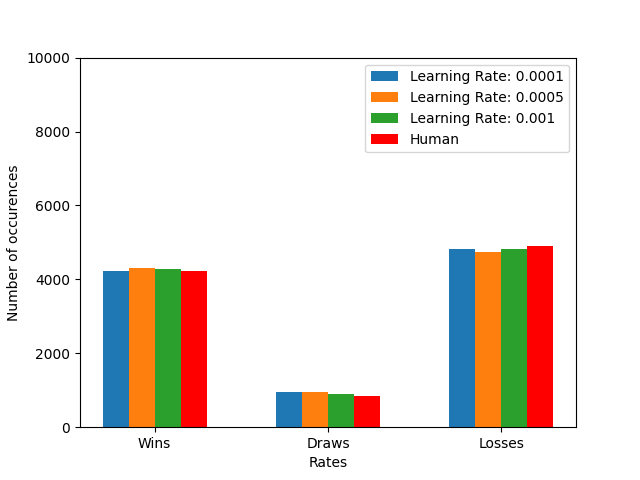 10000
8000
6000
4000
2000
0
Number of occurences
Wins
Draws
Losses
Rates
Learning Rate: 0.0001
Learning Rate: 0.0005
Learning Rate: 0.001
Human